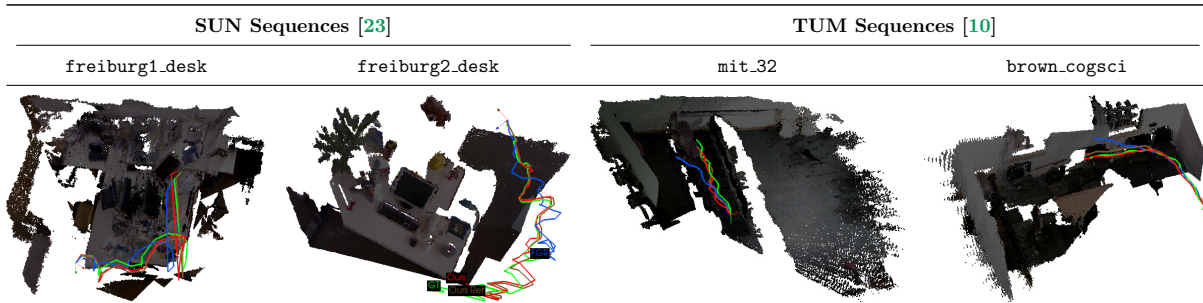 SUN Sequences [23] TUM Sequences [10]
freiburg1_desk freiburg2_desk mit_32 brown_cogsci
Ours
GT Ours Ref